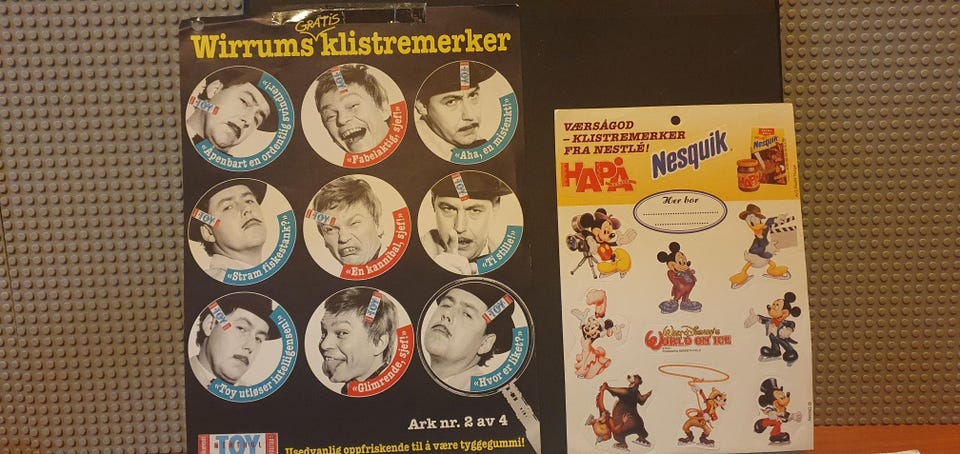 GRATIS
Wirrums klistremerker
TOY
«Åpenbart en ordentlig svindler!»
TOY
«Fabelaktig, sjef!»
TOY
«Aha, en mistenkt!»
TOY
«Stram fiskestank?»
TOY
«En kannibal, sjef!»
TOY
«Ti stille!»
TOY
«Toy utløser intelligensen!»
TOY
«Glimrende, sjef!»
TOY
«Hvor er liket?»
Ark nr. 2 av 4
TOY
Usedvanlig oppfriskende til å være tyggegummi!
VÆRSÅGOD
- KLISTREMERKER
FRA NESTLÉ!
HAPÅ
Nesquik
Nesquik
Her bor
Walt Disney's
WORLD ON ICE